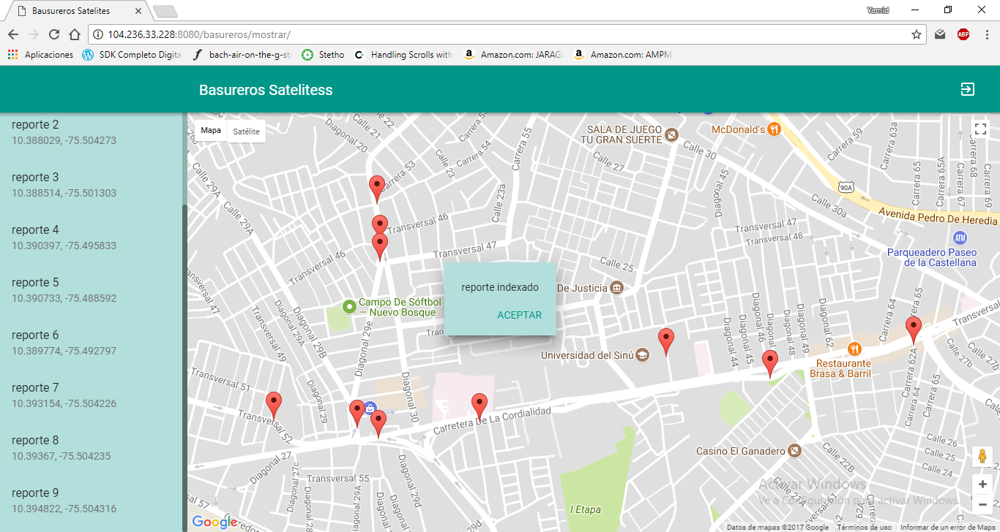 Bausureros Satelites
Yamid
104.236.33.228:8080/basureros/mostrar/
ABP
Aplicaciones
SDK Completo Digita
bach-air-on-the-g-st
Stetho
Handling Scrolls with
Amazon.com: JARAGA
Amazon.com: AMPM
Basureros Satelitess
reporte 2
10.388029, -75.504273
reporte 3
10.388514, -75.501303
reporte 4
10.390397, -75.495833
reporte 5
10.390733, -75.488592
reporte 6
10.389774, -75.492797
reporte 7
10.393154, -75.504226
reporte 8
10.39367, -75.504235
reporte 9
10.394822, -75.504316
Mapa
Satélite
Calle 20
Calle 21
Calle 22
Carrera 53
Calle 23
Carrera 54
Carrera 55
SALA DE JUEGO
TU GRAN SUERTE
McDonald's
Calle 27
Calle 30
Carrera 59
Carrera 63a
Carrera 65
Carrera 65A
Carrera 67
Carrera 68
Carrera 69
90A
Calle 30a
Avenida Pedro De Heredia
ATM
Parqueadero Paseo
de la Castellana
Calle 29A
Calle 29A
Calle 23a
Diagonal 45
Transversal 46
Transversal 47
Transversal 47
Transversal 48
Transversal 46
Calle 25
reporte indexado
ACEPTAR
De Justicia
Campo De Sóftbol
— Nuevo Bosque
Transversal 47
Transversal 49
Diagonal 29A
Diagonal 29B
Diagonal 29e
Universidad del Sinú
Diagonal 44
Diagonal 45
Diagonal 46
Diagonal 48
Diagonal 49
Diagonal 62
Carrera 64
Carrera 65
Transversal
Restaurante
Brasa & Barril
Calle 27b
Calle 27b
Carrera 62A
Carrera 64
Transversal 51
Transversal 52
Diagonal 29
Diagonal 30
Carretera De La Cordialidad
Diagonal 27
Diagonal 27c
Transversal 55
Diagonal 29d
Casino El Ganadero
Calle 22B
Calle 26
Calle 25
Calle 24
Diagonal 21c
I Etapa
Activar Windows
Ve a Configuración para activar Windows.
Google
Datos de mapas ©2017 Google
Términos de uso
Informar de un error de Maps